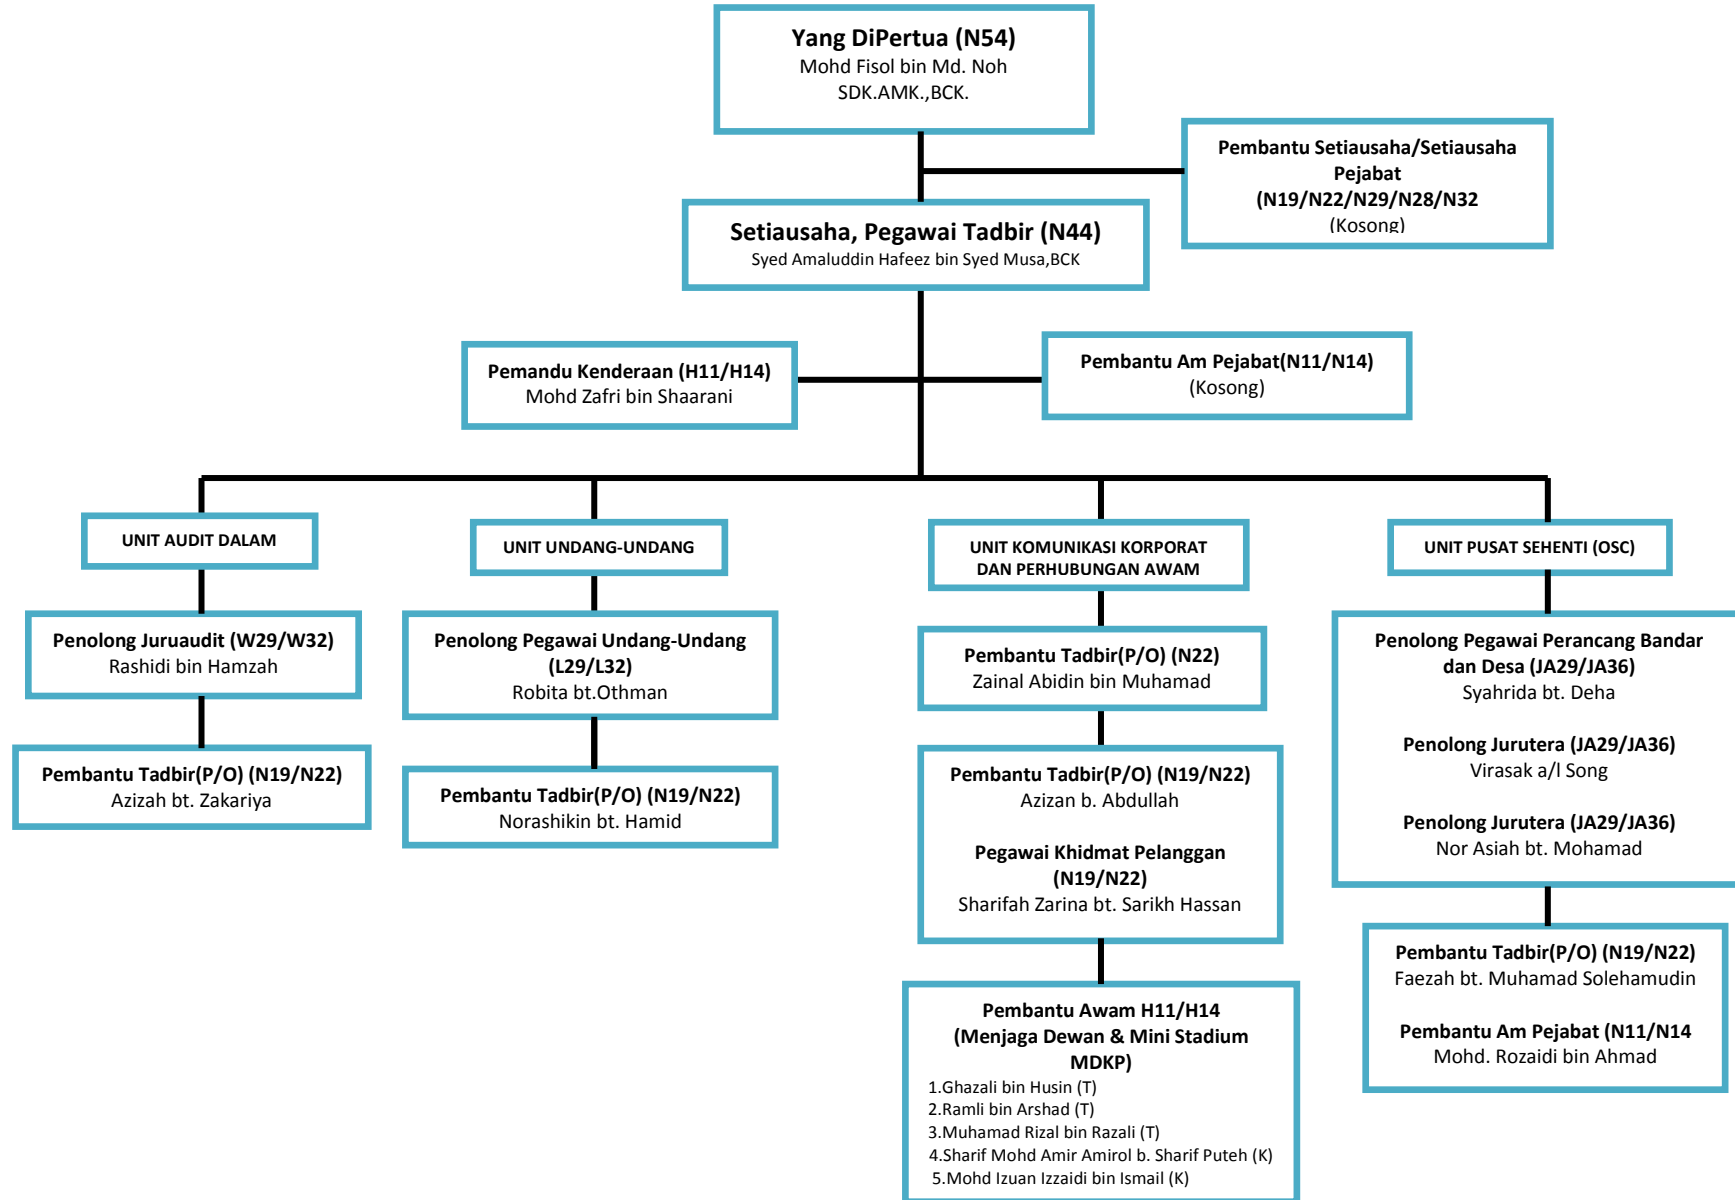 Yang DiPertua (N54)
Mohd Fisol bin Md. Noh
SDK.AMK.,BCK.
Pembantu Setiausaha/Setiausaha
Pejabat
(N19/N22/N29/N28/N32
(Kosong)
Setiausaha, Pegawai Tadbir (N44)
Syed Amaluddin Hafeez bin Syed Musa,BCK
Pemandu Kenderaan (H11/H14)
Mohd Zafri bin Shaarani
Pembantu Am Pejabat(N11/N14)
(Kosong)
UNIT AUDIT DALAM
Penolong Juruaudit (W29/W32)
Rashidi bin Hamzah
Pembantu Tadbir(P/O) (N19/N22)
Azizah bt. Zakariya
UNIT UNDANG-UNDANG
Penolong Pegawai Undang-Undang
(L29/L32)
Robita bt.Othman
Pembantu Tadbir(P/O) (N19/N22)
Norashikin bt. Hamid
UNIT KOMUNIKASI KORPORAT
DAN PERHUBUNGAN AWAM
Pembantu Tadbir(P/O) (N22)
Zainal Abidin bin Muhamad
Pembantu Tadbir(P/O) (N19/N22)
Azizan b. Abdullah
Pegawai Khidmat Pelanggan
(N19/N22)
Sharifah Zarina bt. Sarikh Hassan
Pembantu Awam H11/H14
(Menjaga Dewan & Mini Stadium
MDKP)
1.Ghazali bin Husin (T)
2.Ramli bin Arshad (T)
3.Muhamad Rizal bin Razali (T)
4.Sharif Mohd Amir Amirol b. Sharif Puteh (K)
5.Mohd Izuan Izzaidi bin Ismail (K)
UNIT PUSAT SEHENTI (OSC)
Penolong Pegawai Perancang Bandar
dan Desa (JA29/JA36)
Syahrida bt. Deha
Penolong Jurutera (JA29/JA36)
Virasak a/l Song
Penolong Jurutera (JA29/JA36)
Nor Asiah bt. Mohamad
Pembantu Tadbir(P/O) (N19/N22)
Faezah bt. Muhamad Solehamudin
Pembantu Am Pejabat (N11/N14
Mohd. Rozaidi bin Ahmad